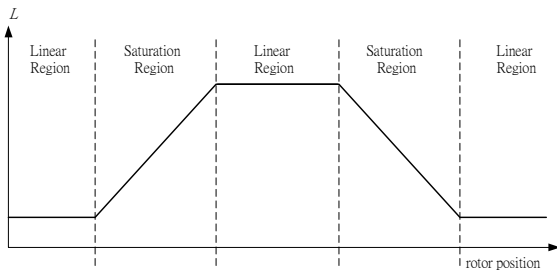 L
Linear
Region
Saturation
Region
Linear
Region
Saturation
Region
Linear
Region
rotor position